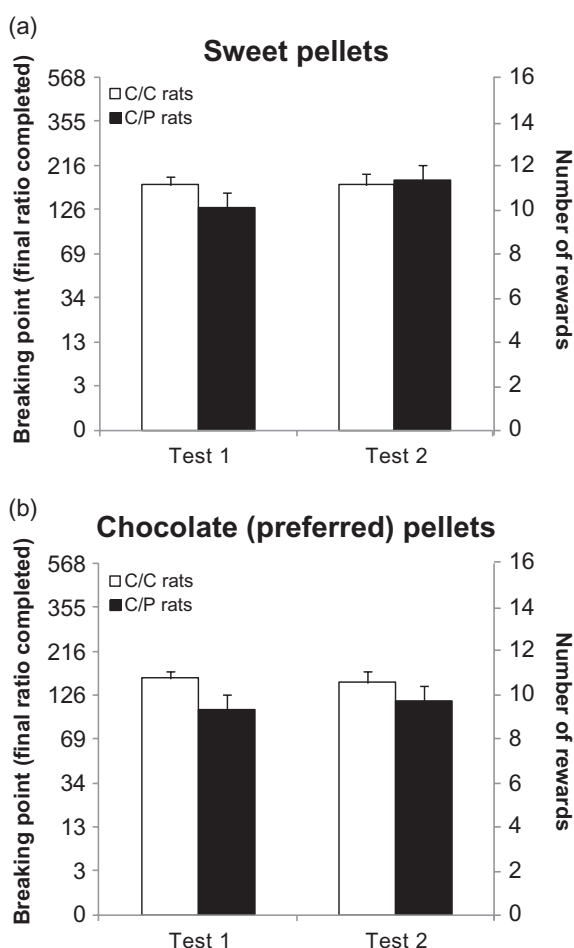 (a)
Sweet pellets
Breaking point (final ratio completed)
568
355
216
126
69
34
13
3
0
C/C rats
C/P rats
16
14
12
10
8
6
4
2
0
Number of rewards
Test 1
Test 2
(b)
Chocolate (preferred) pellets
Breaking point (final ratio completed)
568
355
216
126
69
34
13
3
0
C/C rats
C/P rats
16
14
12
10
8
6
4
2
0
Number of rewards
Test 1
Test 2